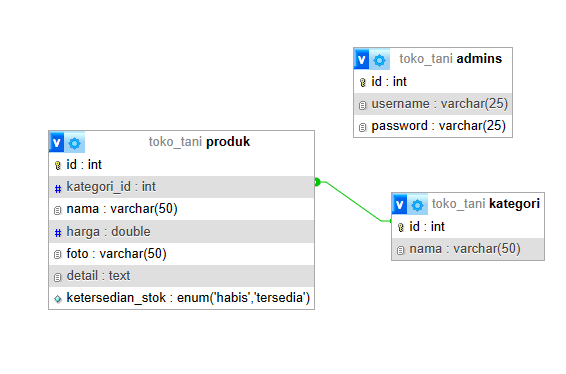 toko_tani admins
id : int
username : varchar(25)
password : varchar(25)
toko_tani produk
id : int
kategori_id : int
nama : varchar(50)
harga : double
foto : varchar(50)
detail : text
ketersedian_stok : enum('habis','tersedia')
toko_tani kategori
id : int
nama : varchar(50)